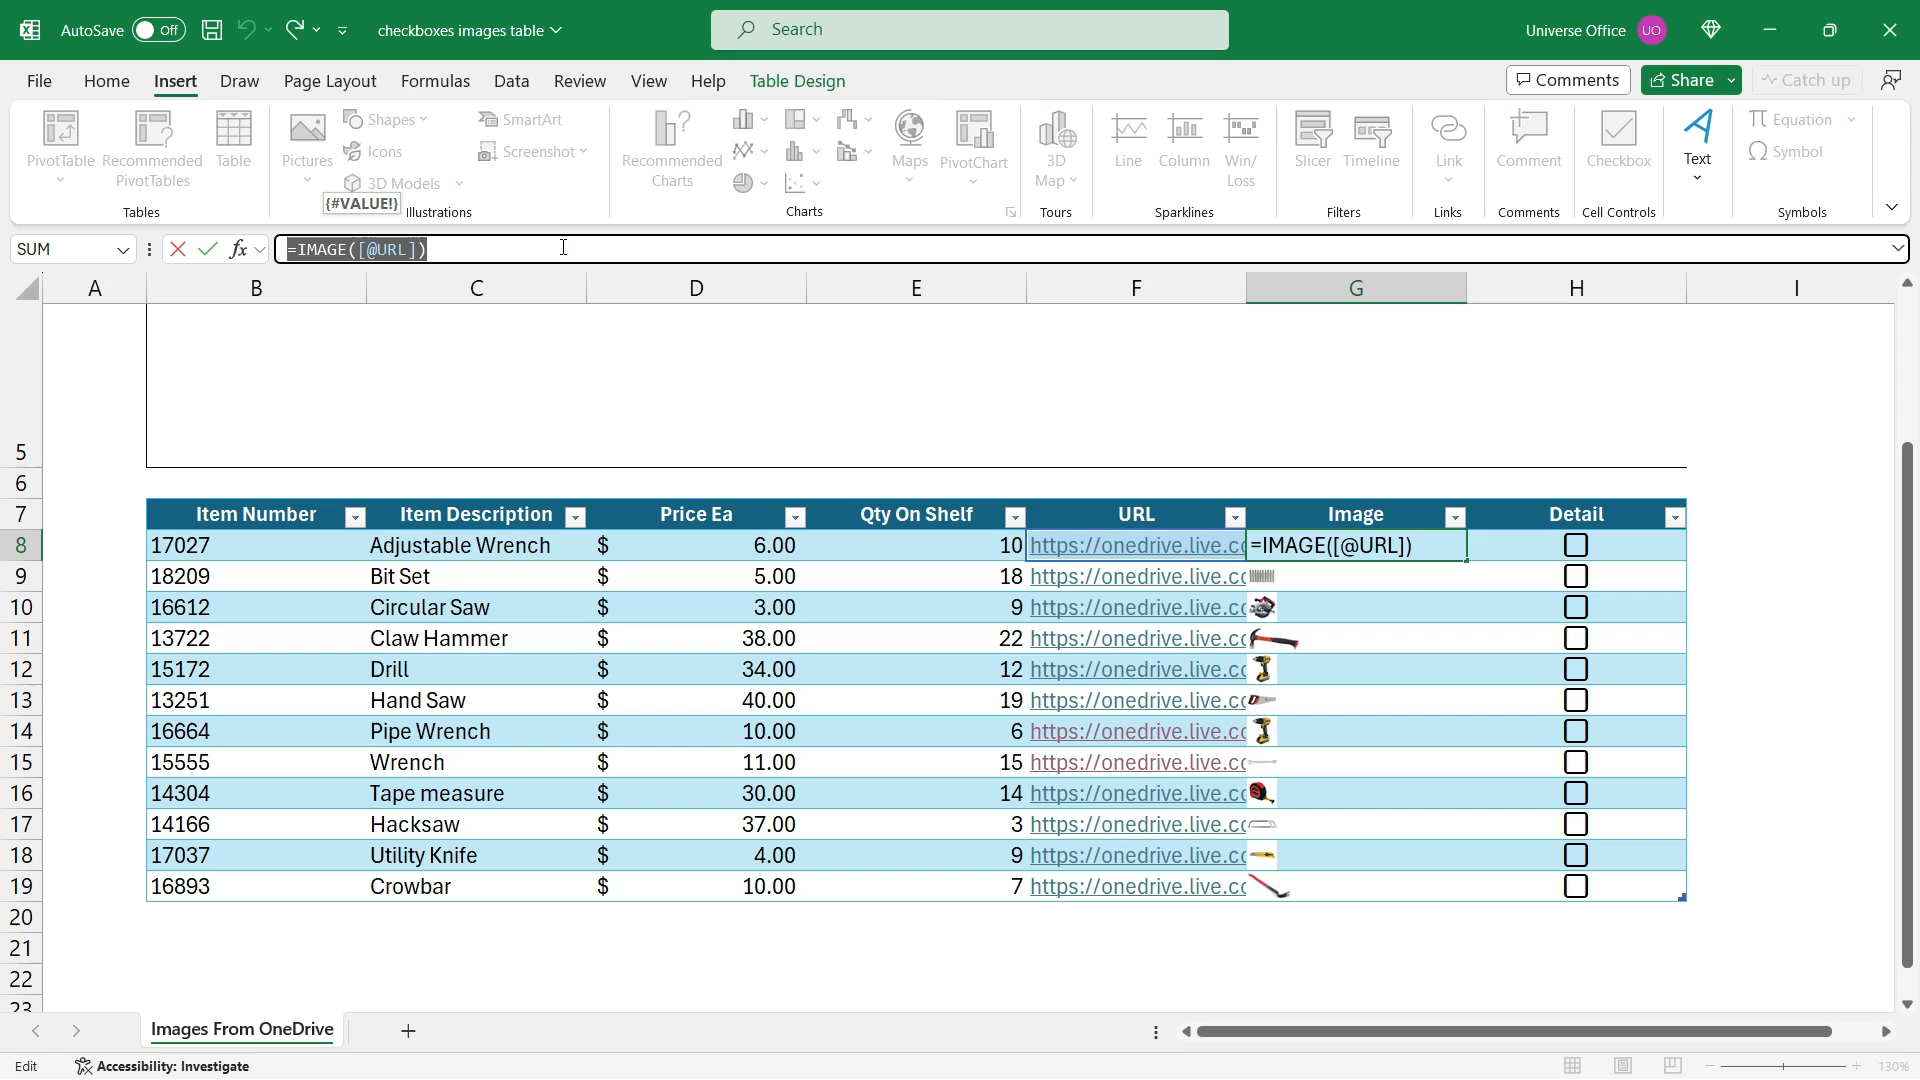 AutoSave Off checkboxes images table Search Universe Office UO
File Home Insert Draw Page Layout Formulas Data Review View Help Table Design Comments Share Catch up
PivotTable Recommended PivotTables Table Pictures Shapes Icons 3D Models SmartArt Screenshot Recommended Charts Maps PivotChart 3D Map Line Column Win/Loss Slicer Timeline Link Comment Checkbox Text Equation Symbol
{#VALUE!}
Tables Illustrations Charts Tours Sparklines Filters Links Comments Cell Controls Symbols
SUM fx =IMAGE([@URL])
A B C D E F G H I
5
6
7 Item Number Item Description Price Ea Qty On Shelf URL Image Detail
8 17027 Adjustable Wrench $ 6.00 10 https://onedrive.live.co =IMAGE([@URL])
9 18209 Bit Set $ 5.00 18 https://onedrive.live.co
10 16612 Circular Saw $ 3.00 9 https://onedrive.live.co
11 13722 Claw Hammer $ 38.00 22 https://onedrive.live.co
12 15172 Drill $ 34.00 12 https://onedrive.live.co
13 13251 Hand Saw $ 40.00 19 https://onedrive.live.co
14 16664 Pipe Wrench $ 10.00 6 https://onedrive.live.co
15 15555 Wrench $ 11.00 15 https://onedrive.live.co
16 14304 Tape measure $ 30.00 14 https://onedrive.live.co
17 14166 Hacksaw $ 37.00 3 https://onedrive.live.co
18 17037 Utility Knife $ 4.00 9 https://onedrive.live.co
19 16893 Crowbar $ 10.00 7 https://onedrive.live.co
20
21
22
23
Images From OneDrive
Edit Accessibility: Investigate 130%